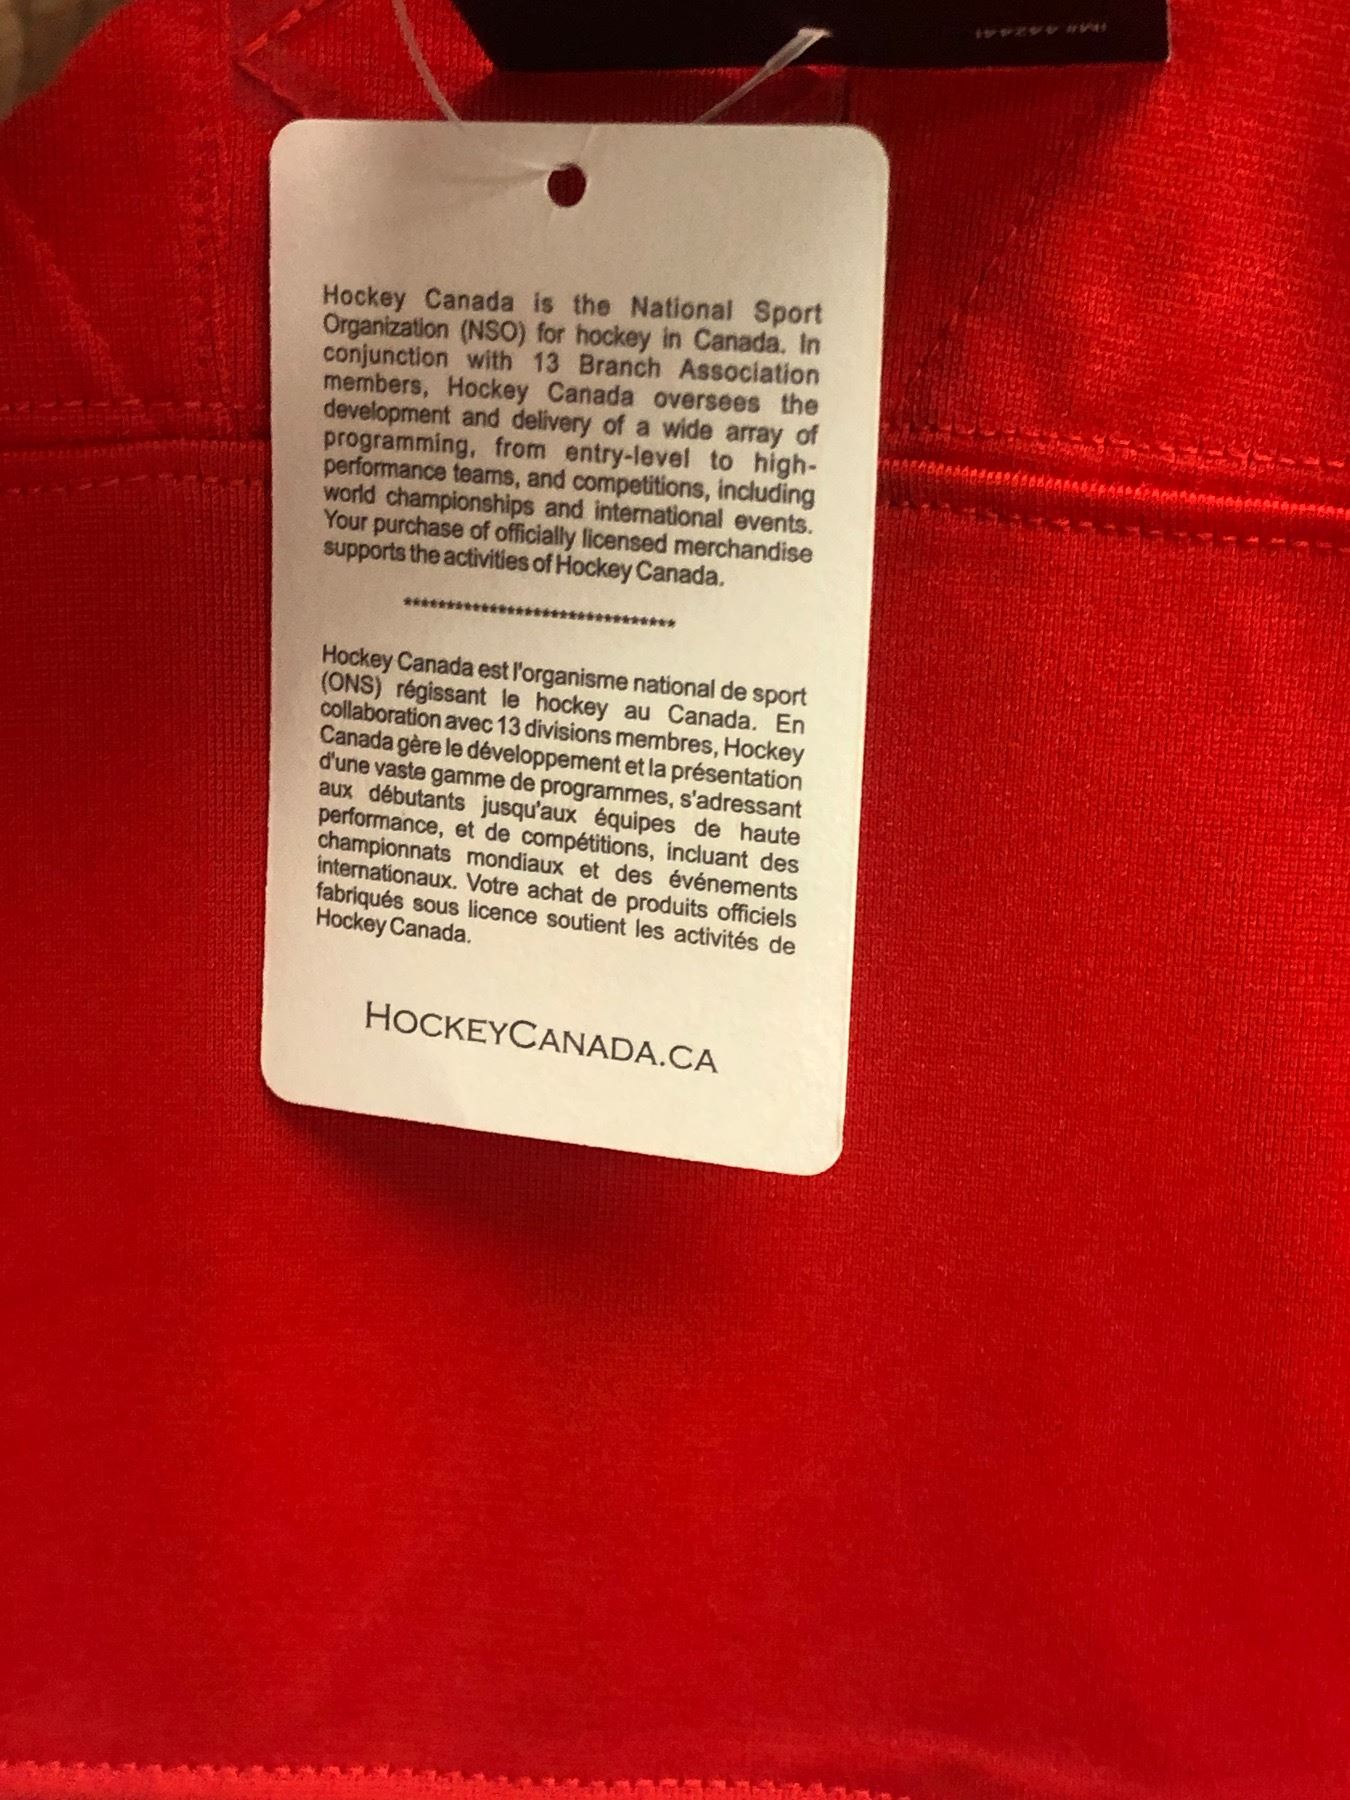 Hockey Canada is the National Sport
Organization (NSO) for hockey in Canada. In
conjunction with 13 Branch Association
members, Hockey Canada oversees the
development and delivery of a wide array of
programming, from entry-level to high-
performance teams, and competitions, including
world championships and international events.
Your purchase of officially licensed merchandise
supports the activities of Hockey Canada.
********************************
Hockey Canada est l'organisme national de sport
(ONS) régissant le hockey au Canada. En
collaboration avec 13 divisions membres, Hockey
Canada gère le développement et la présentation
d'une vaste gamme de programmes, s'adressant
aux débutants jusqu'aux équipes de haute
performance, et de compétitions, incluant des
championnats mondiaux et des événements
internationaux. Votre achat de produits officiels
fabriqués sous licence soutient les activités de
Hockey Canada.
HOCKEYCANADA.CA